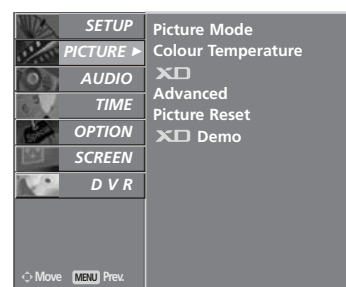 SETUP
PICTURE ►
AUDIO
TIME
OPTION
SCREEN
D V R
Move MENU Prev.
Picture Mode
Colour Temperature
XD
Advanced
Picture Reset
XD Demo